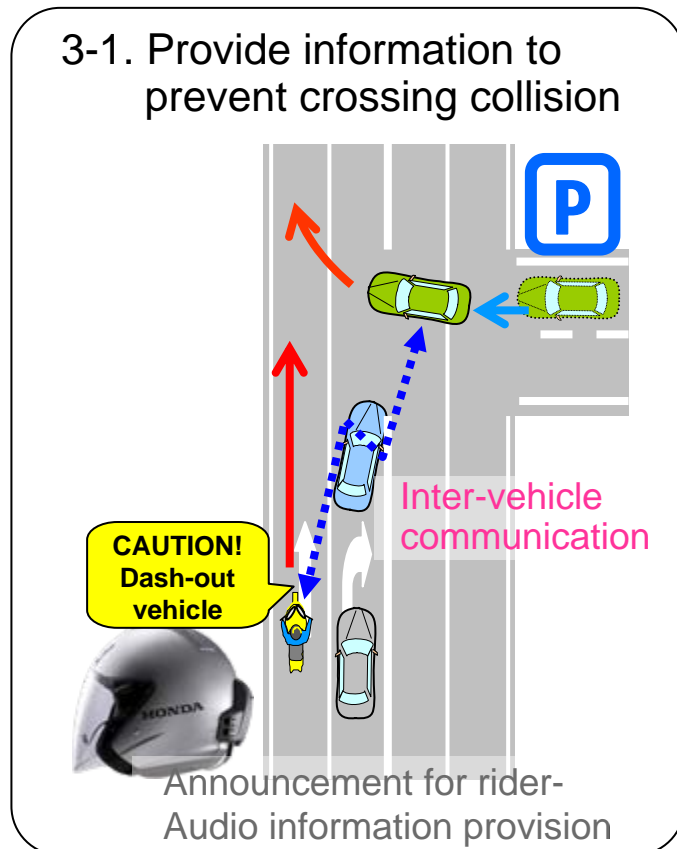 3-1. Provide information to
prevent crossing collision
P
Inter-vehicle
communication
CAUTION!
Dash-out
vehicle
HONDA
Announcement for rider-
Audio information provision